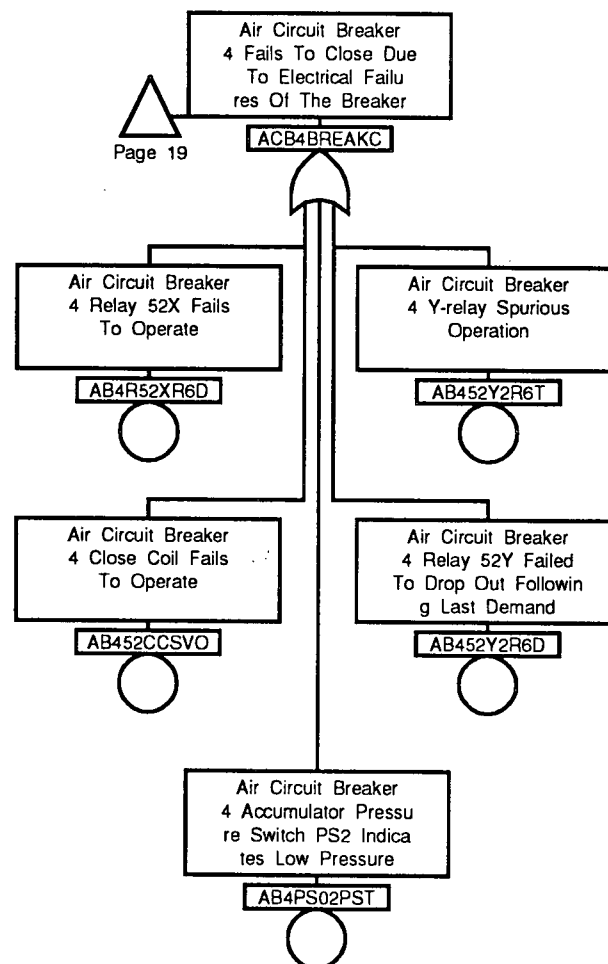 Air Circuit Breaker
4 Fails To Close Due
To Electrical Failu
res Of The Breaker
Page 19
ACB4BREAKC
Air Circuit Breaker
4 Relay 52X Fails
To Operate
AB4R52XR6D
Air Circuit Breaker
4 Y-relay Spurious
Operation
AB452Y2R6T
Air Circuit Breaker
4 Close Coil Fails
To Operate
AB452CCSVO
Air Circuit Breaker
4 Relay 52Y Failed
To Drop Out Followin
g Last Demand
AB452Y2R6D
Air Circuit Breaker
4 Accumulator Pressu
re Switch PS2 Indica
tes Low Pressure
AB4PS02PST